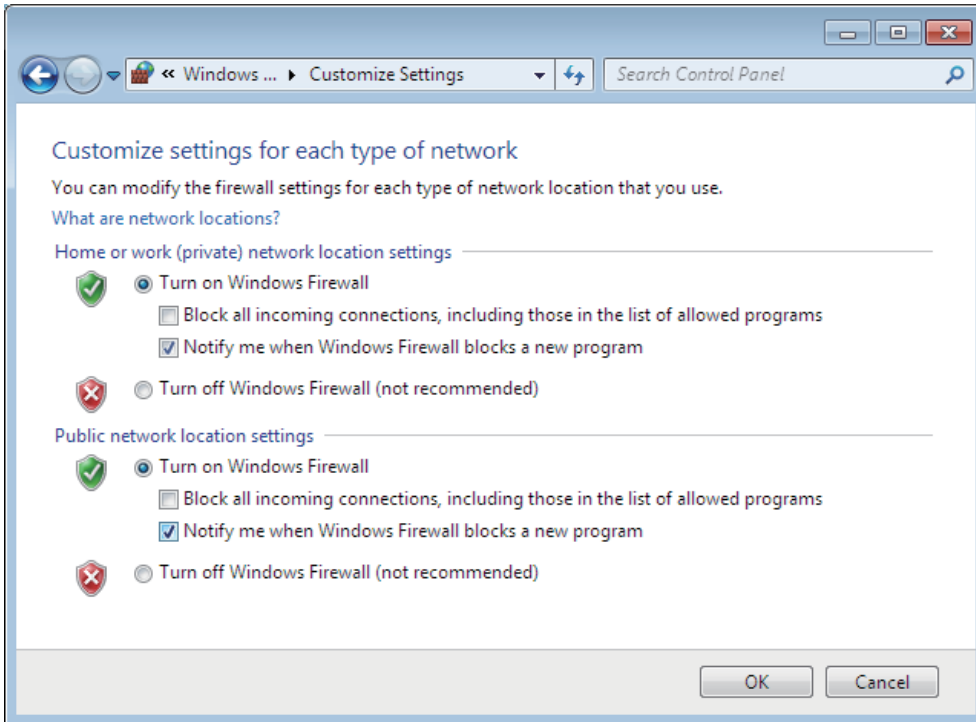 « Windows ... ▸ Customize Settings
Search Control Panel
Customize settings for each type of network
You can modify the firewall settings for each type of network location that you use.
What are network locations?
Home or work (private) network location settings
Turn on Windows Firewall
Block all incoming connections, including those in the list of allowed programs
Notify me when Windows Firewall blocks a new program
Turn off Windows Firewall (not recommended)
Public network location settings
Turn on Windows Firewall
Block all incoming connections, including those in the list of allowed programs
Notify me when Windows Firewall blocks a new program
Turn off Windows Firewall (not recommended)
OK
Cancel